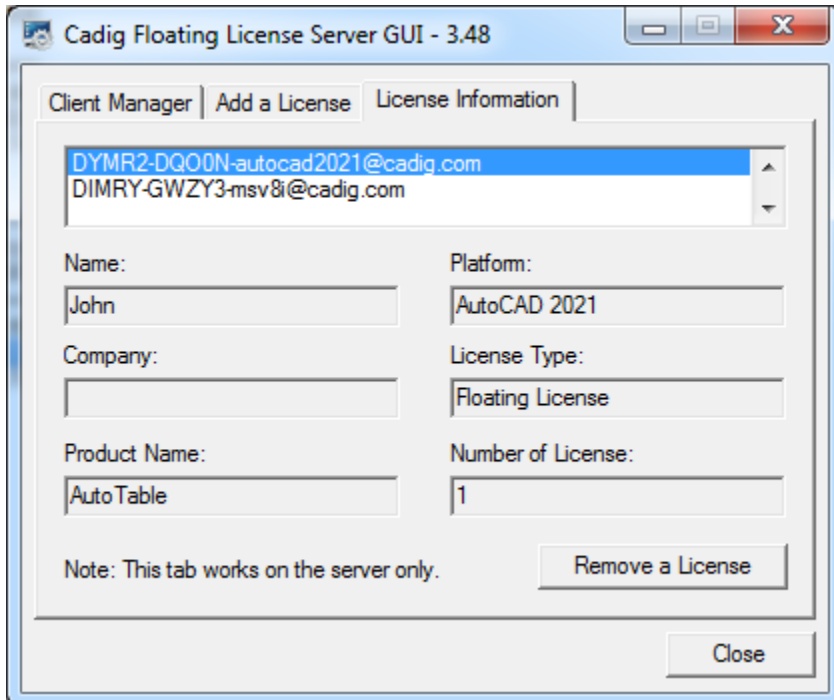 Cadig Floating License Server GUI - 3.48
Client Manager Add a License License Information
DYMR2-DQO0N-autocad2021@cadig.com
DIMRY-GWZY3-msv8i@cadig.com
Name: Platform:
John AutoCAD 2021
Company: License Type:
Floating License
Product Name: Number of License:
AutoTable 1
Note: This tab works on the server only. Remove a License
Close